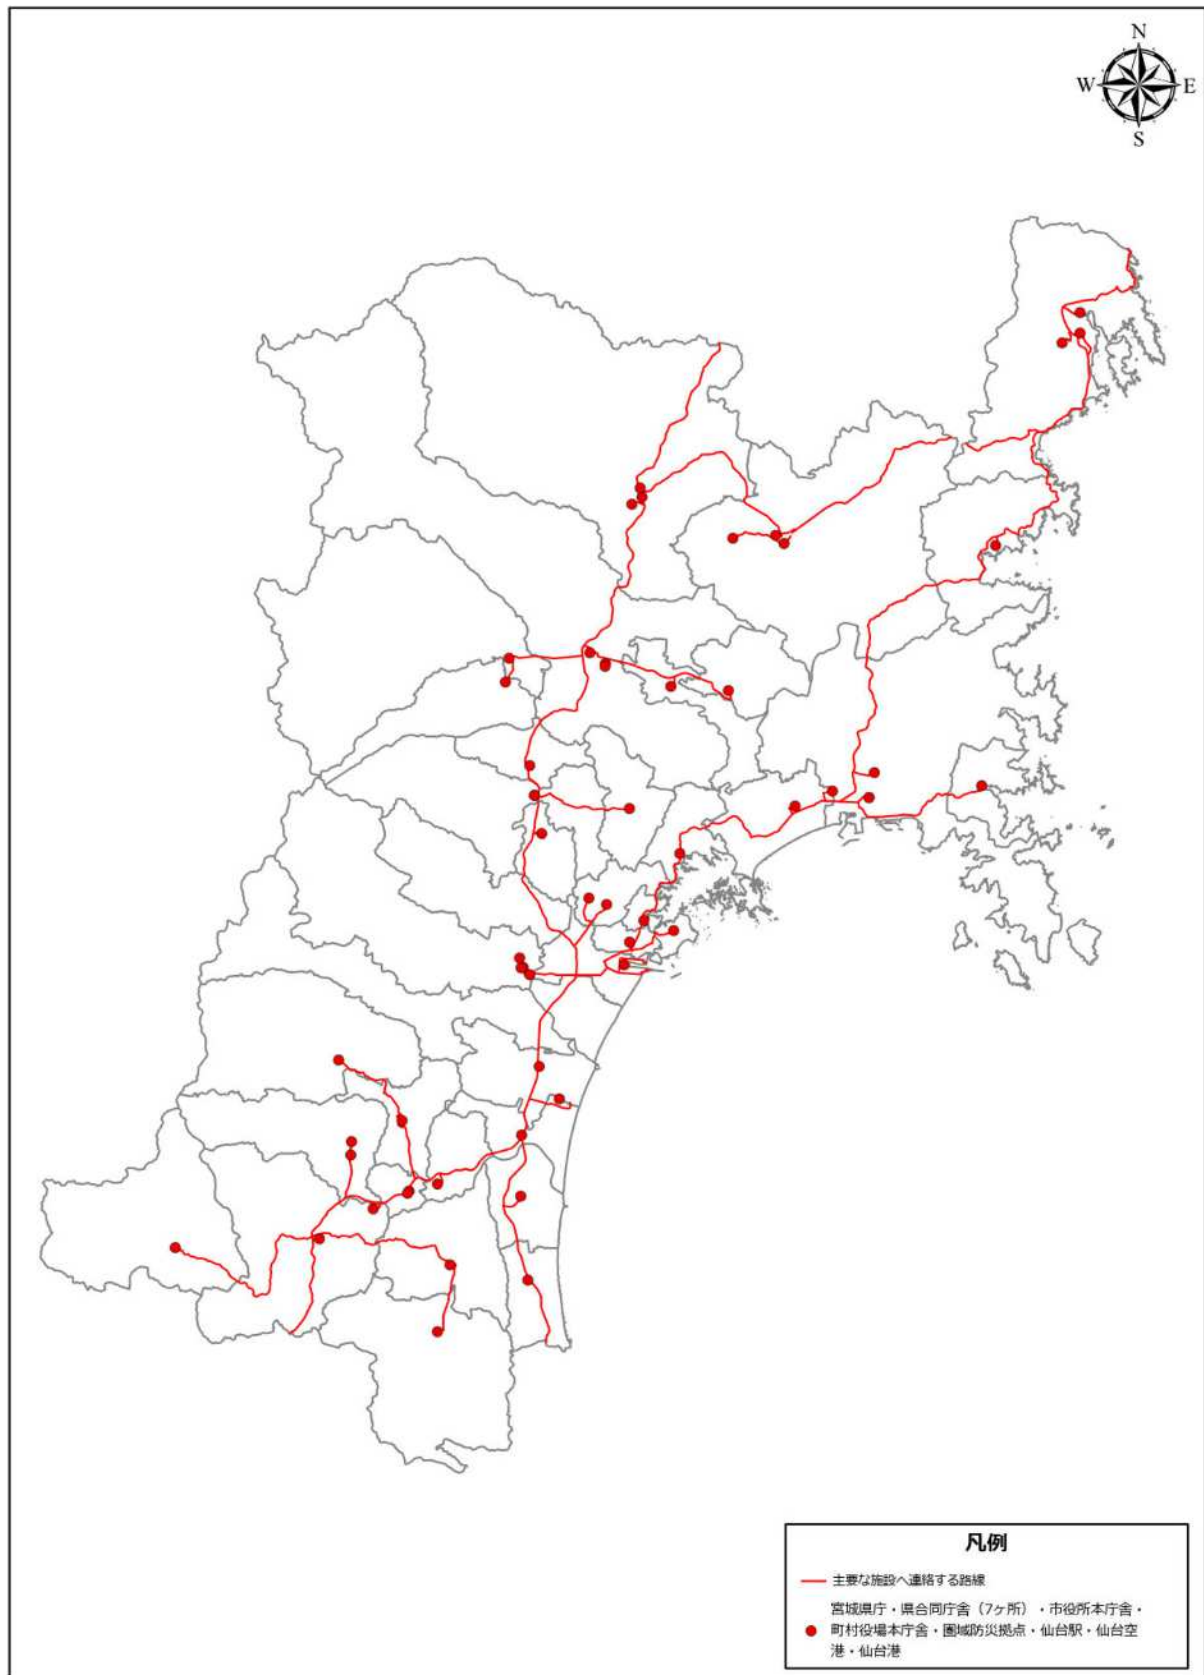 N
W E
S
凡例
主要な施設へ連絡する路線
宮城県庁・県合同庁舎（7ヶ所）・市役所本庁舎・
町村役場本庁舎・圏域防災拠点・仙台駅・仙台空
港・仙台港